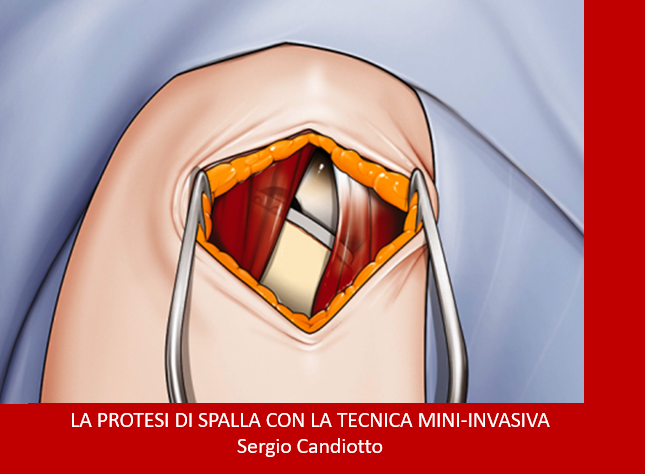 LA PROTESI DI SPALLA CON LA TECNICA MINI-INVASIVA
Sergio Candiotto